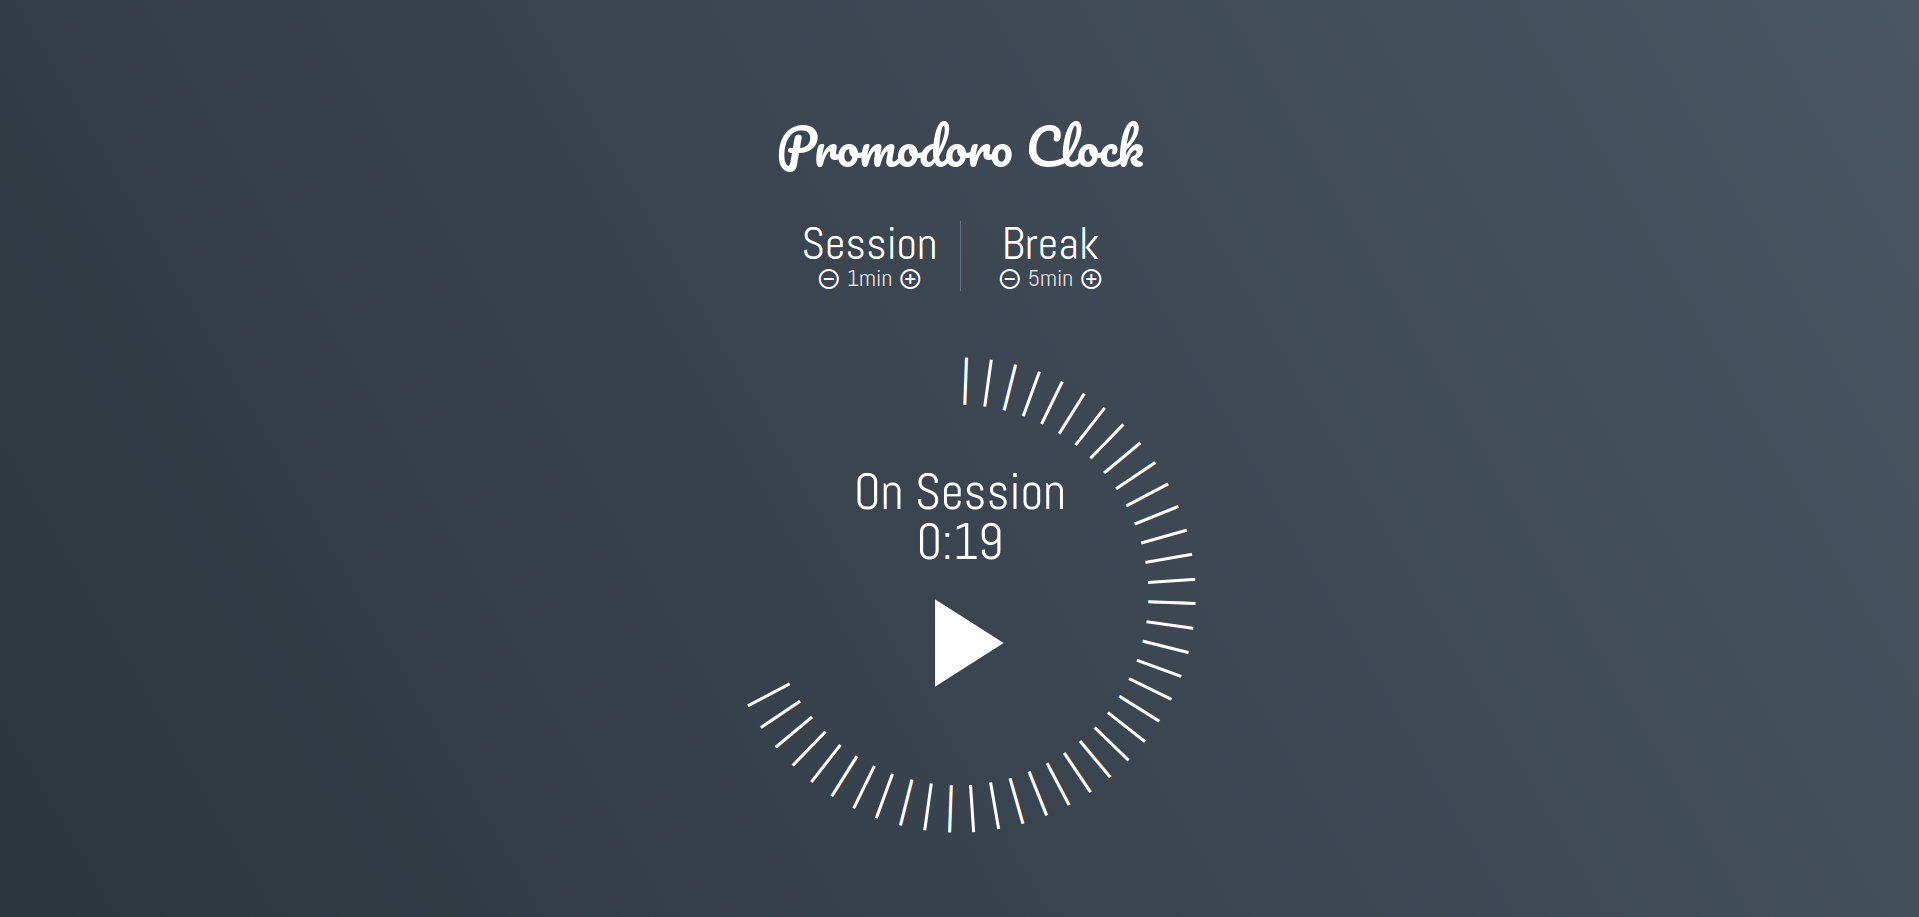 Promodoro Clock
Session
1min
Break
5min
On Session
0:19